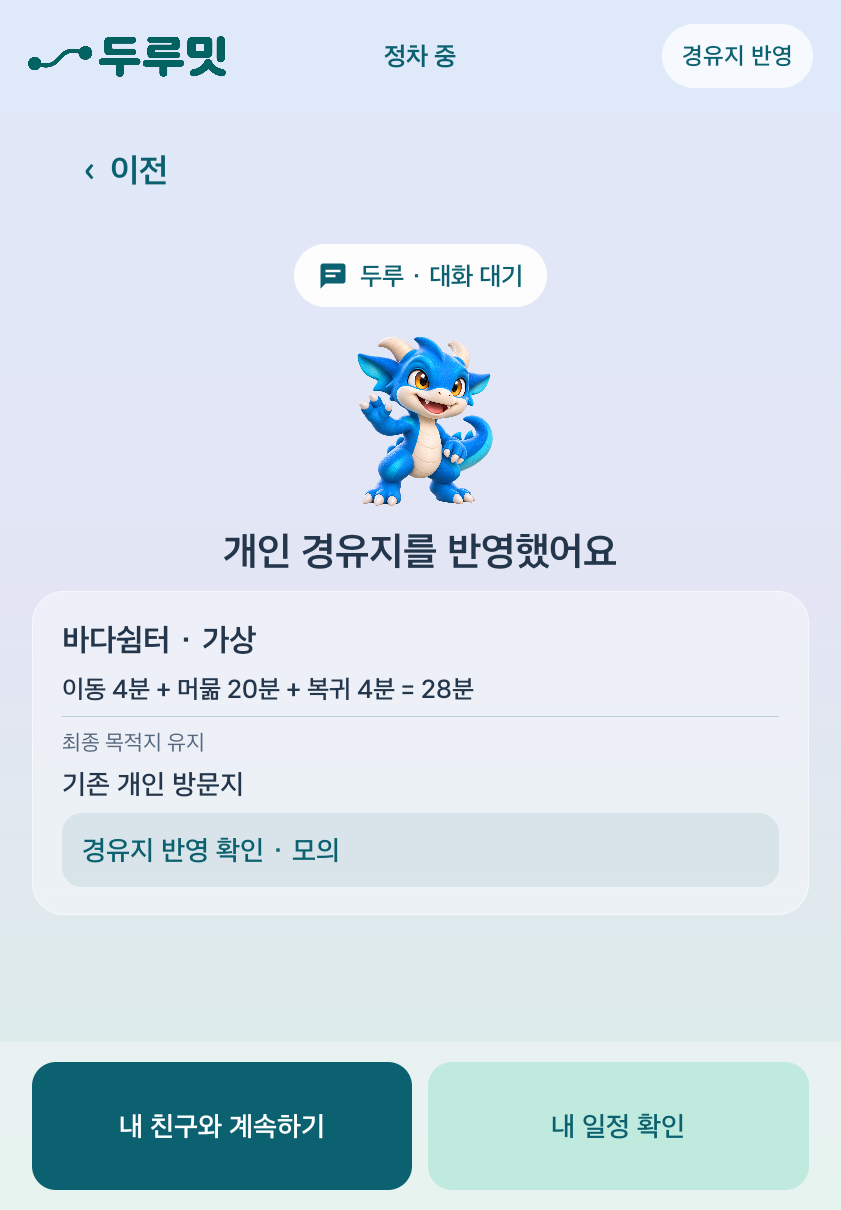 두루밋
정차 중
경유지 반영
‹ 이전
두루 · 대화 대기
개인 경유지를 반영했어요
바다쉼터 · 가상
이동 4분 + 머묾 20분 + 복귀 4분 = 28분
최종 목적지 유지
기존 개인 방문지
경유지 반영 확인 · 모의
내 친구와 계속하기
내 일정 확인